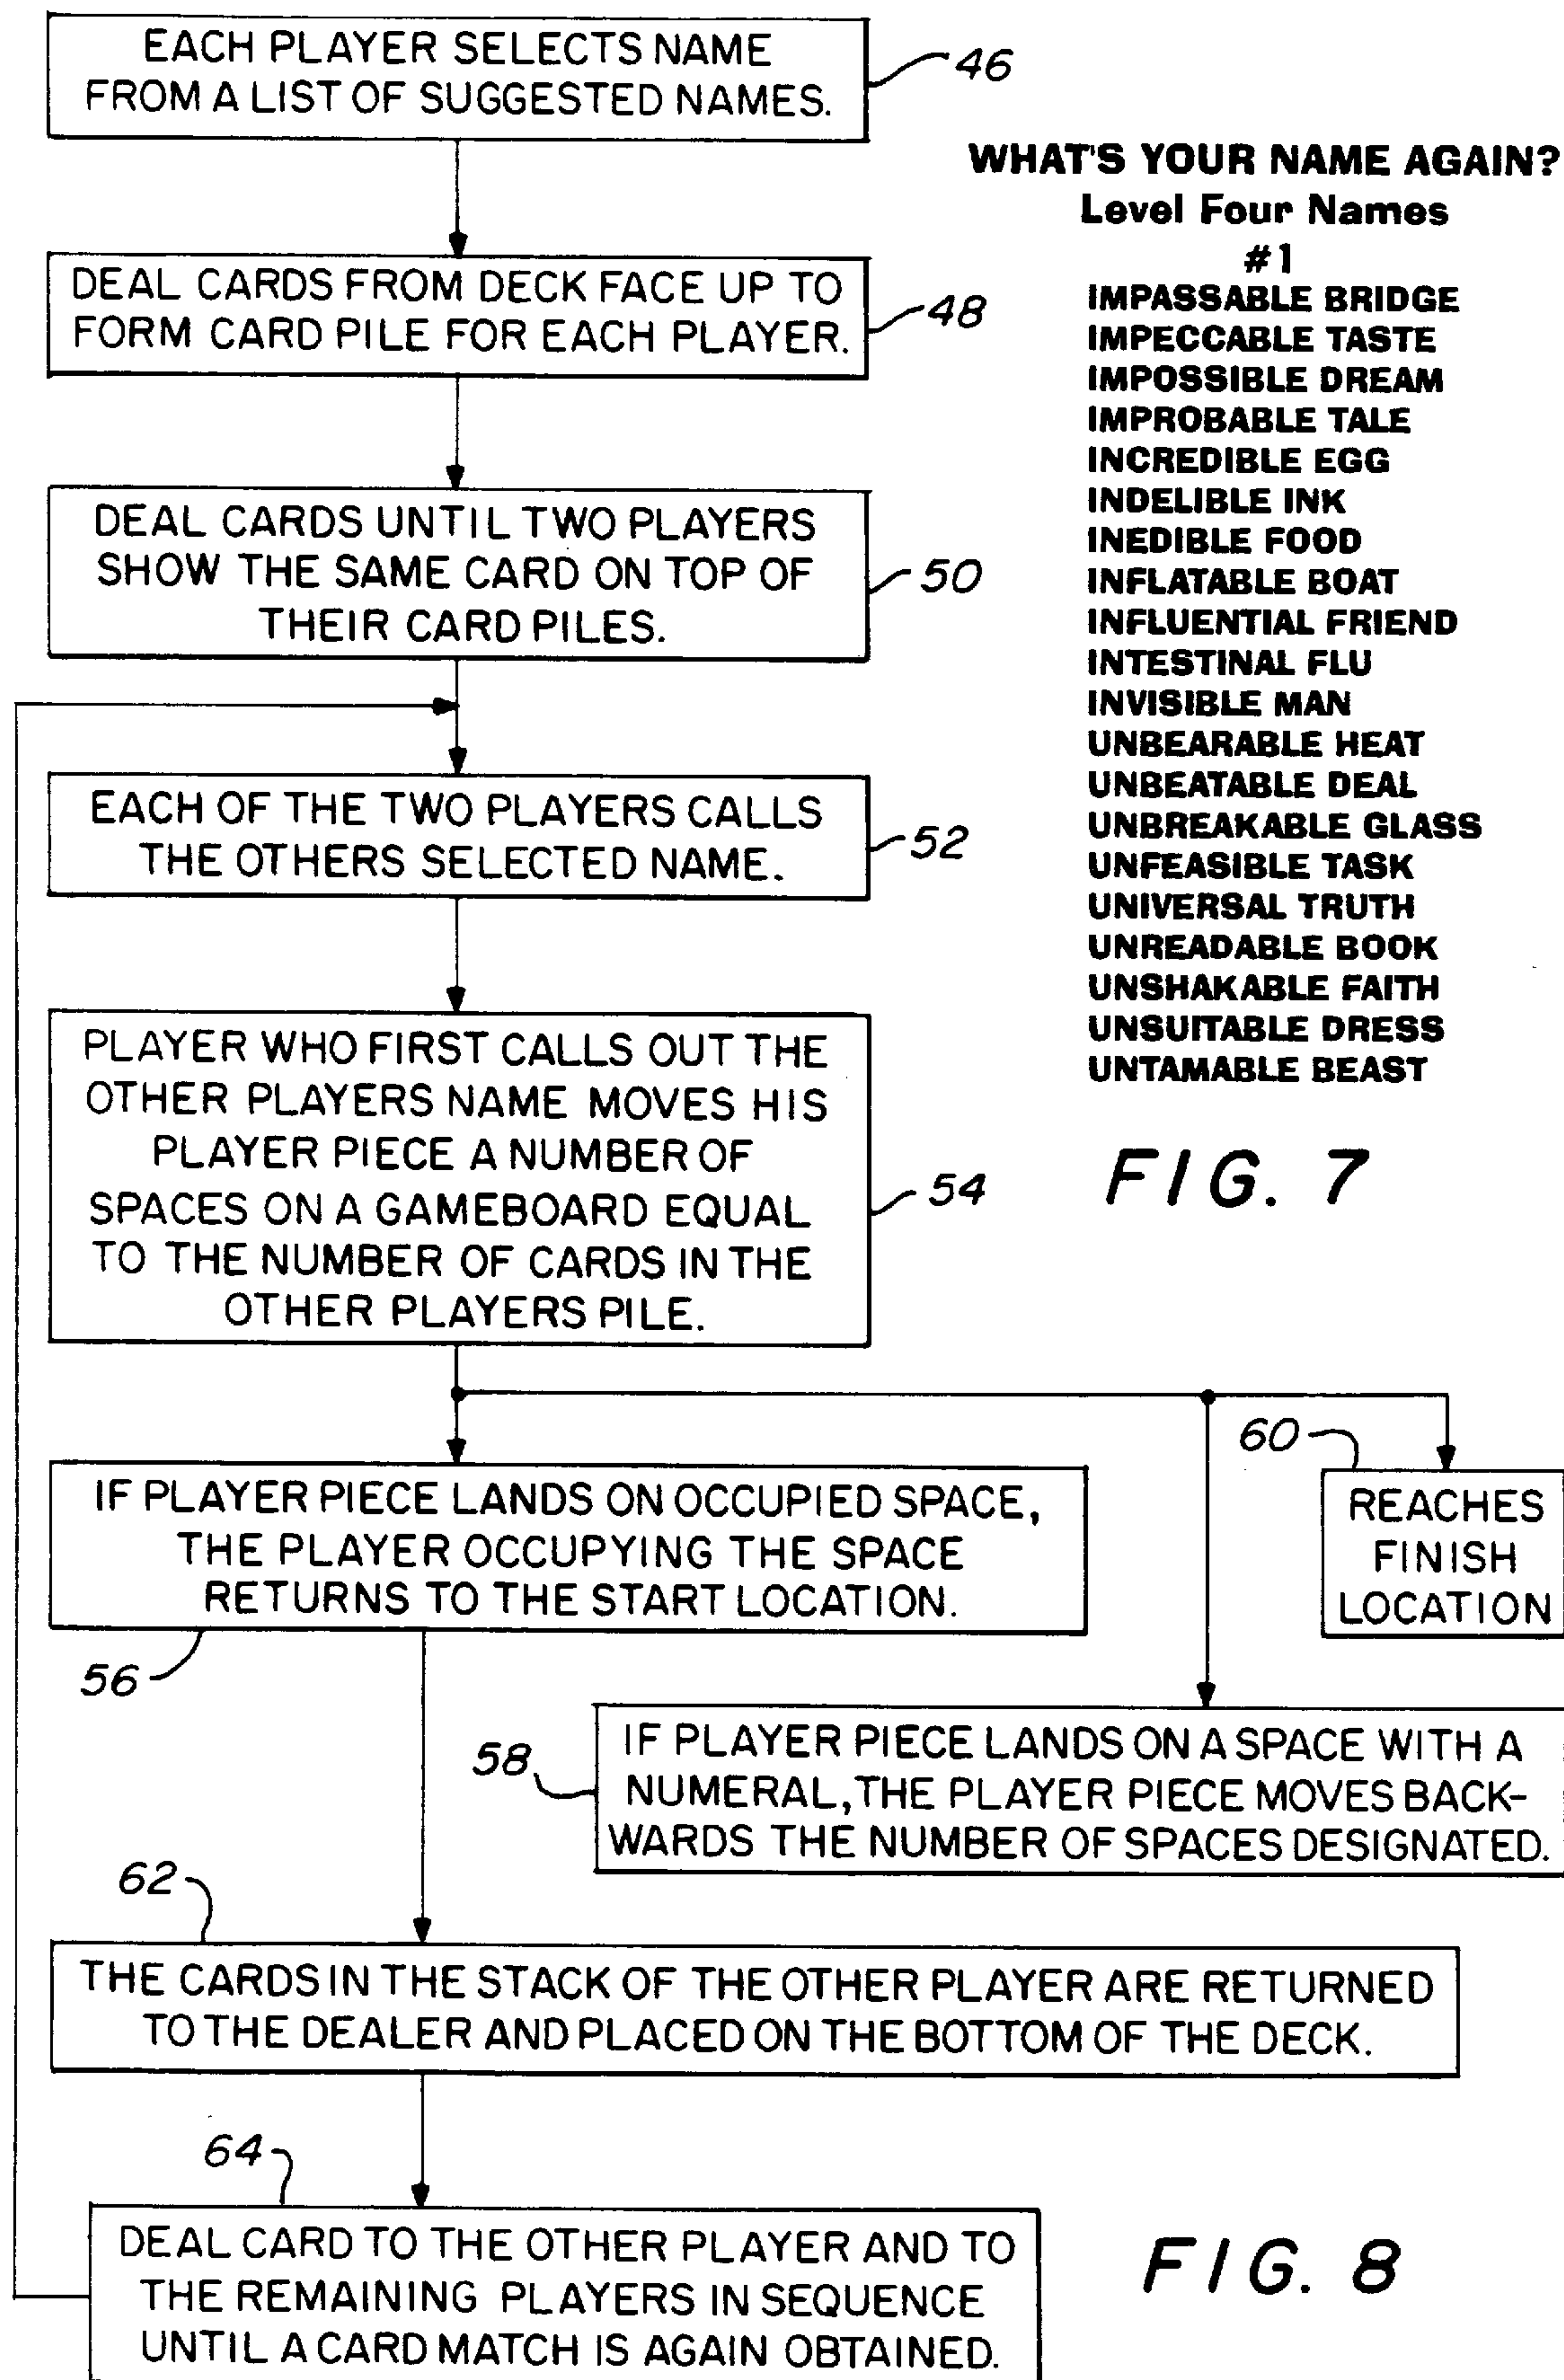 EACH PLAYER SELECTS NAME
FROM A LIST OF SUGGESTED NAMES.
46
DEAL CARDS FROM DECK FACE UP TO
FORM CARD PILE FOR EACH PLAYER.
48
DEAL CARDS UNTIL TWO PLAYERS
SHOW THE SAME CARD ON TOP OF
THEIR CARD PILES.
50
EACH OF THE TWO PLAYERS CALLS
THE OTHERS SELECTED NAME.
52
PLAYER WHO FIRST CALLS OUT THE
OTHER PLAYERS NAME MOVES HIS
PLAYER PIECE A NUMBER OF
SPACES ON A GAMEBOARD EQUAL
TO THE NUMBER OF CARDS IN THE
OTHER PLAYERS PILE.
54
WHAT'S YOUR NAME AGAIN?
Level Four Names
#1
IMPASSABLE BRIDGE
IMPECCABLE TASTE
IMPOSSIBLE DREAM
IMPROBABLE TALE
INCREDIBLE EGG
INDELIBLE INK
INEDIBLE FOOD
INFLATABLE BOAT
INFLUENTIAL FRIEND
INTESTINAL FLU
INVISIBLE MAN
UNBEARABLE HEAT
UNBEATABLE DEAL
UNBREAKABLE GLASS
UNFEASIBLE TASK
UNIVERSAL TRUTH
UNREADABLE BOOK
UNSHAKABLE FAITH
UNSUITABLE DRESS
UNTAMABLE BEAST
FIG. 7
IF PLAYER PIECE LANDS ON OCCUPIED SPACE,
THE PLAYER OCCUPYING THE SPACE
RETURNS TO THE START LOCATION.
56
60
REACHES
FINISH
LOCATION
58
IF PLAYER PIECE LANDS ON A SPACE WITH A
NUMERAL, THE PLAYER PIECE MOVES BACK-
WARDS THE NUMBER OF SPACES DESIGNATED.
62
THE CARDS IN THE STACK OF THE OTHER PLAYER ARE RETURNED
TO THE DEALER AND PLACED ON THE BOTTOM OF THE DECK.
64
DEAL CARD TO THE OTHER PLAYER AND TO
THE REMAINING PLAYERS IN SEQUENCE
UNTIL A CARD MATCH IS AGAIN OBTAINED.
FIG. 8